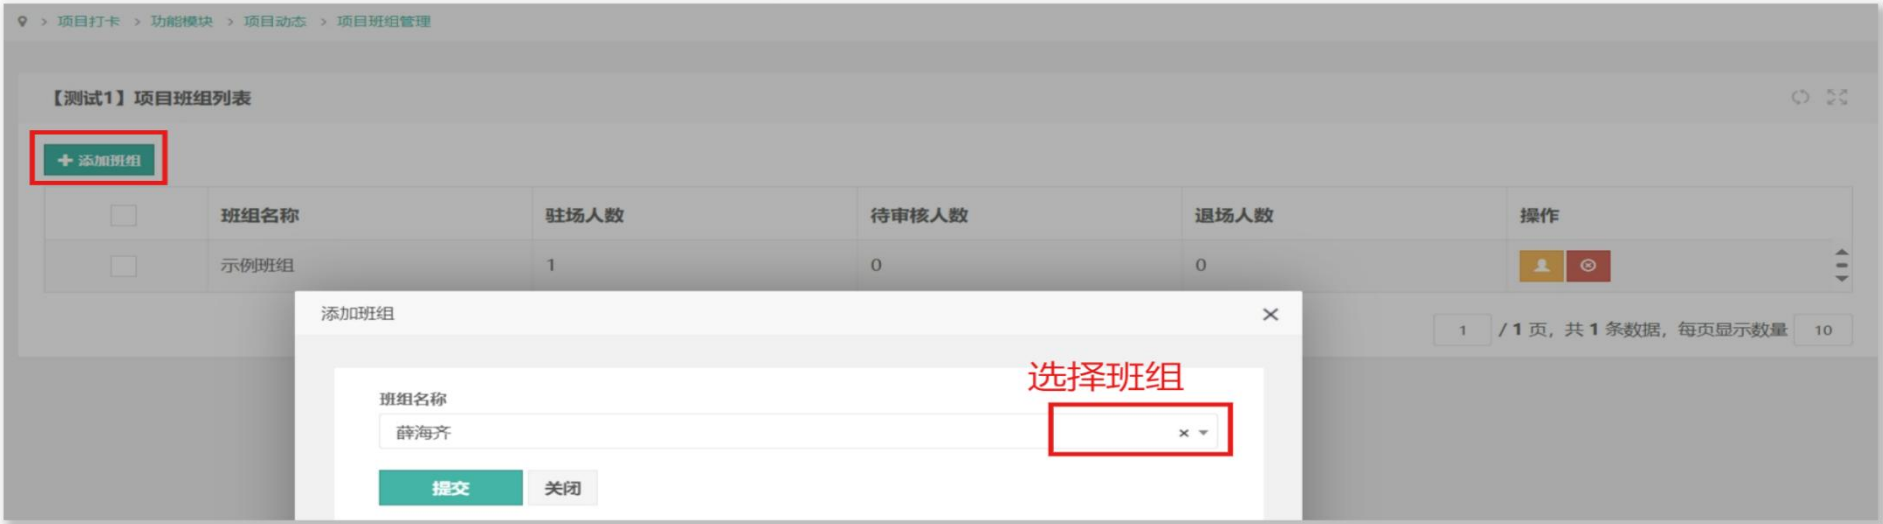 > 项目打卡 > 功能模块 > 项目动态 > 项目班组管理
【测试1】项目班组列表
+ 添加班组
班组名称 驻场人数 待审核人数 退场人数 操作
示例班组 1 0 0
添加班组 ×
1 / 1 页，共 1 条数据，每页显示数量 10
选择班组
班组名称
薛海齐 ×
提交 关闭